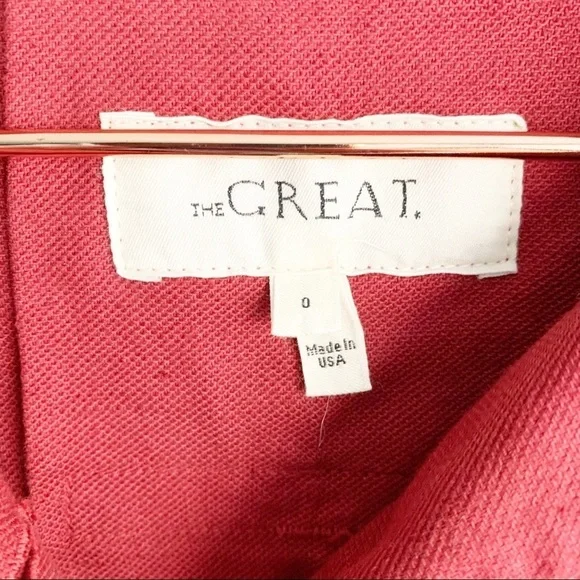 THE GREAT.
0
Made In
USA